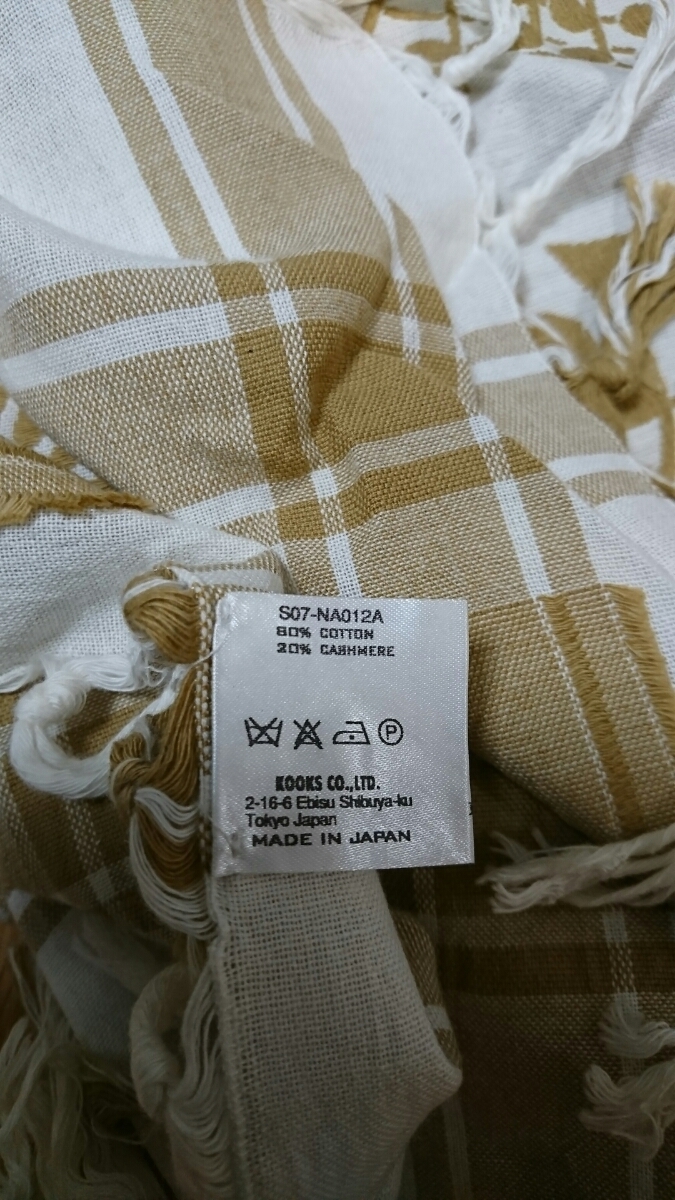 S07-NA012A
80% COTTON
20% CASHMERE
P
KOOKS CO.,LTD.
2-16-6 Ebisu Shibuya-ku
Tokyo Japan
MADE IN JAPAN